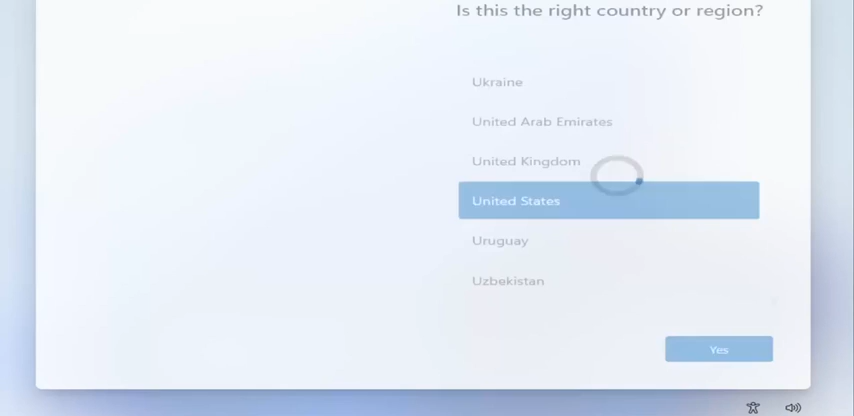 Is this the right country or region?
Ukraine
United Arab Emirates
United Kingdom
United States
Uruguay
Uzbekistan
Yes